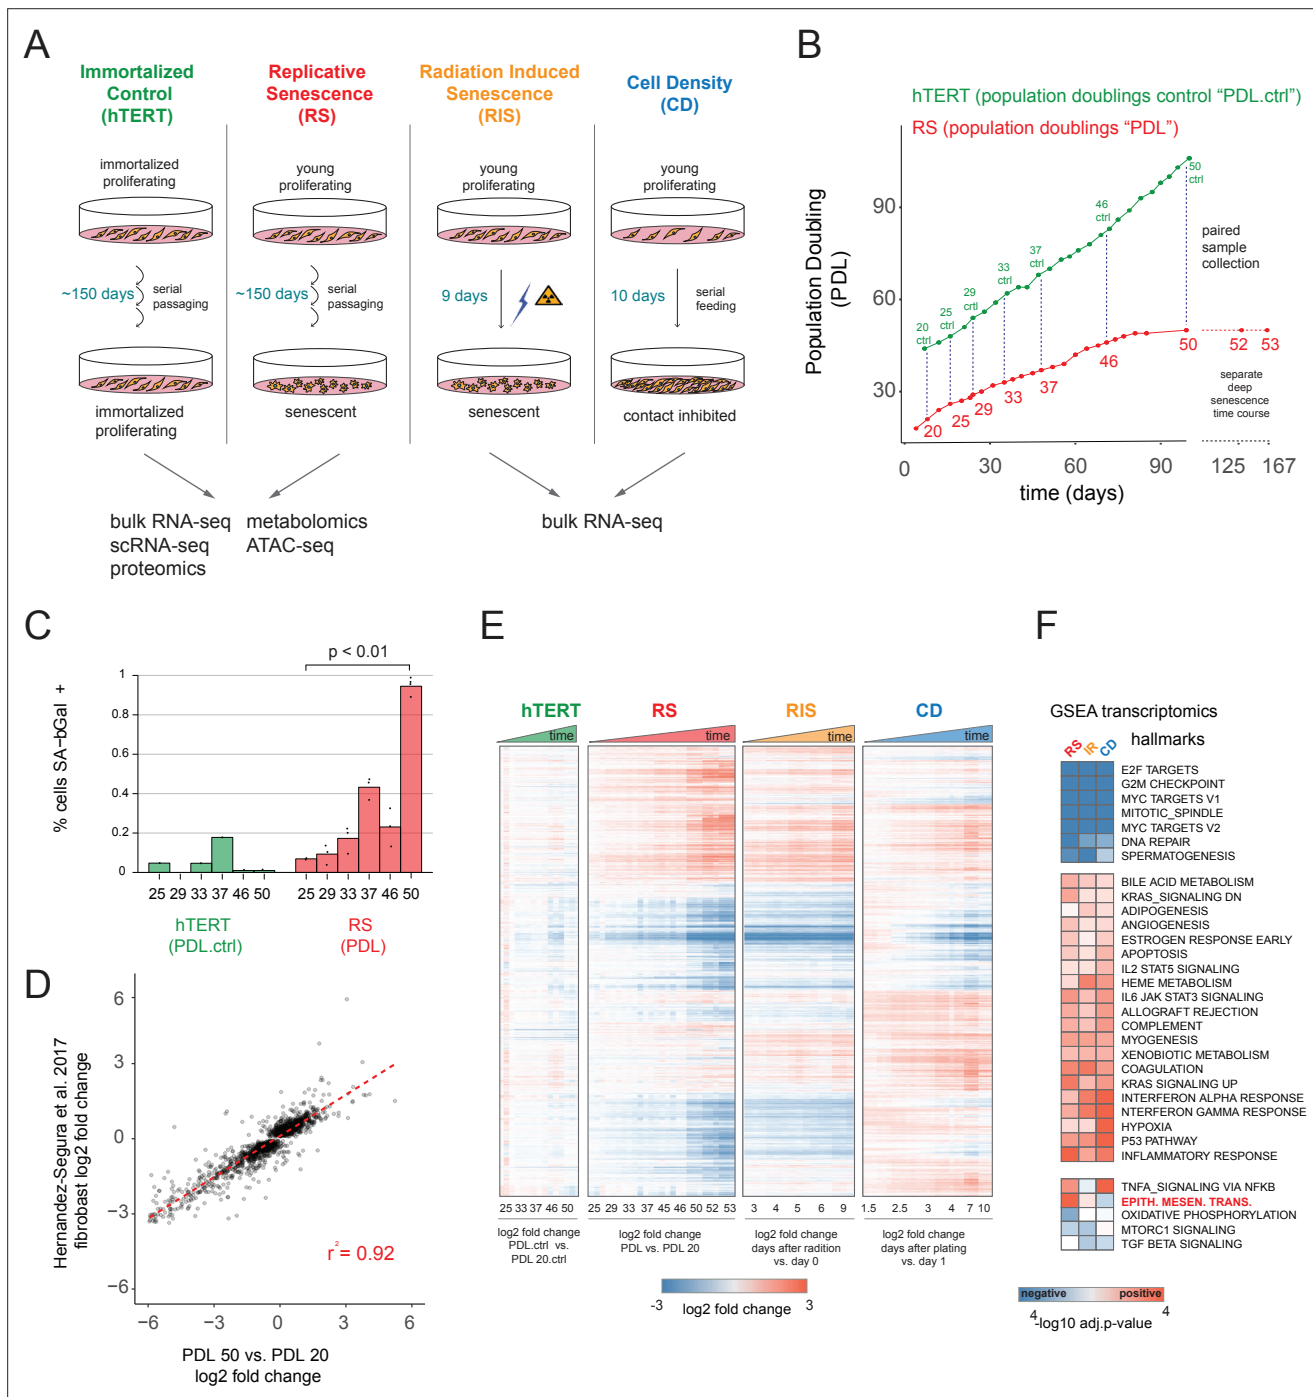 A
Immortalized
Control
(hTERT)
Replicative
Senescence
(RS)
Radiation Induced
Senescence
(RIS)
Cell Density
(CD)
immortalized
proliferating
young
proliferating
young
proliferating
young
proliferating
~150 days
serial
passaging
~150 days
serial
passaging
9 days
10 days
serial
feeding
immortalized
proliferating
senescent
senescent
contact inhibited
bulk RNA-seq
scRNA-seq
proteomics
metabolomics
ATAC-seq
bulk RNA-seq
B
hTERT (population doublings control “PDL.ctrl”)
RS (population doublings “PDL”)
Population Doubling
(PDL)
90
60
30
20
ctrl
25
ctrl
29
crtl
33
ctrl
37
ctrl
46
ctrl
50
ctrl
paired
sample
collection
20
25
29
33
37
46
50
52
53
separate
deep
senescence
time course
0
30
60
90
125
167
time (days)
C
p < 0.01
% cells SA−bGal +
1
0.8
0.6
0.4
0.2
0
25 29 33 37 46 50
25 29 33 37 46 50
hTERT
(PDL.ctrl)
RS
(PDL)
D
Hernandez-Segura et al. 2017
fibrobast log2 fold change
6
3
0
−3
−6
r² = 0.92
−6 −3 0 3 6
PDL 50 vs. PDL 20
log2 fold change
E
hTERT
RS
RIS
CD
time
time
time
time
25 33 37 46 50
25 29 33 37 46 50 52 53
3 4 5 6 9
1.5 2.5 3 4 7 10
log2 fold change
PDL.ctrl vs.
PDL 20.ctrl
log2 fold change
PDL vs. PDL 20
log2 fold change
days after radition
vs. day 0
log2 fold change
days after plating
vs. day 1
-3
log2 fold change
3
F
GSEA transcriptomics
hallmarks
RS
IR
CD
E2F TARGETS
G2M CHECKPOINT
MYC TARGETS V1
MITOTIC_SPINDLE
MYC TARGETS V2
DNA REPAIR
SPERMATOGENESIS
BILE ACID METABOLISM
KRAS_SIGNALING DN
ADIPOGENESIS
ANGIOGENESIS
ESTROGEN RESPONSE EARLY
APOPTOSIS
IL2 STAT5 SIGNALING
HEME METABOLISM
IL6 JAK STAT3 SIGNALING
ALLOGRAFT REJECTION
COMPLEMENT
MYOGENESIS
XENOBIOTIC METABOLISM
COAGULATION
KRAS SIGNALING UP
INTERFERON ALPHA RESPONSE
NTERFERON GAMMA RESPONSE
HYPOXIA
P53 PATHWAY
INFLAMMATORY RESPONSE
TNFA_SIGNALING VIA NFKB
EPITH. MESEN. TRANS.
OXIDATIVE PHOSPHORYLATION
MTORC1 SIGNALING
TGF BETA SIGNALING
negative
positive
4
-log10 adj.p-value
4